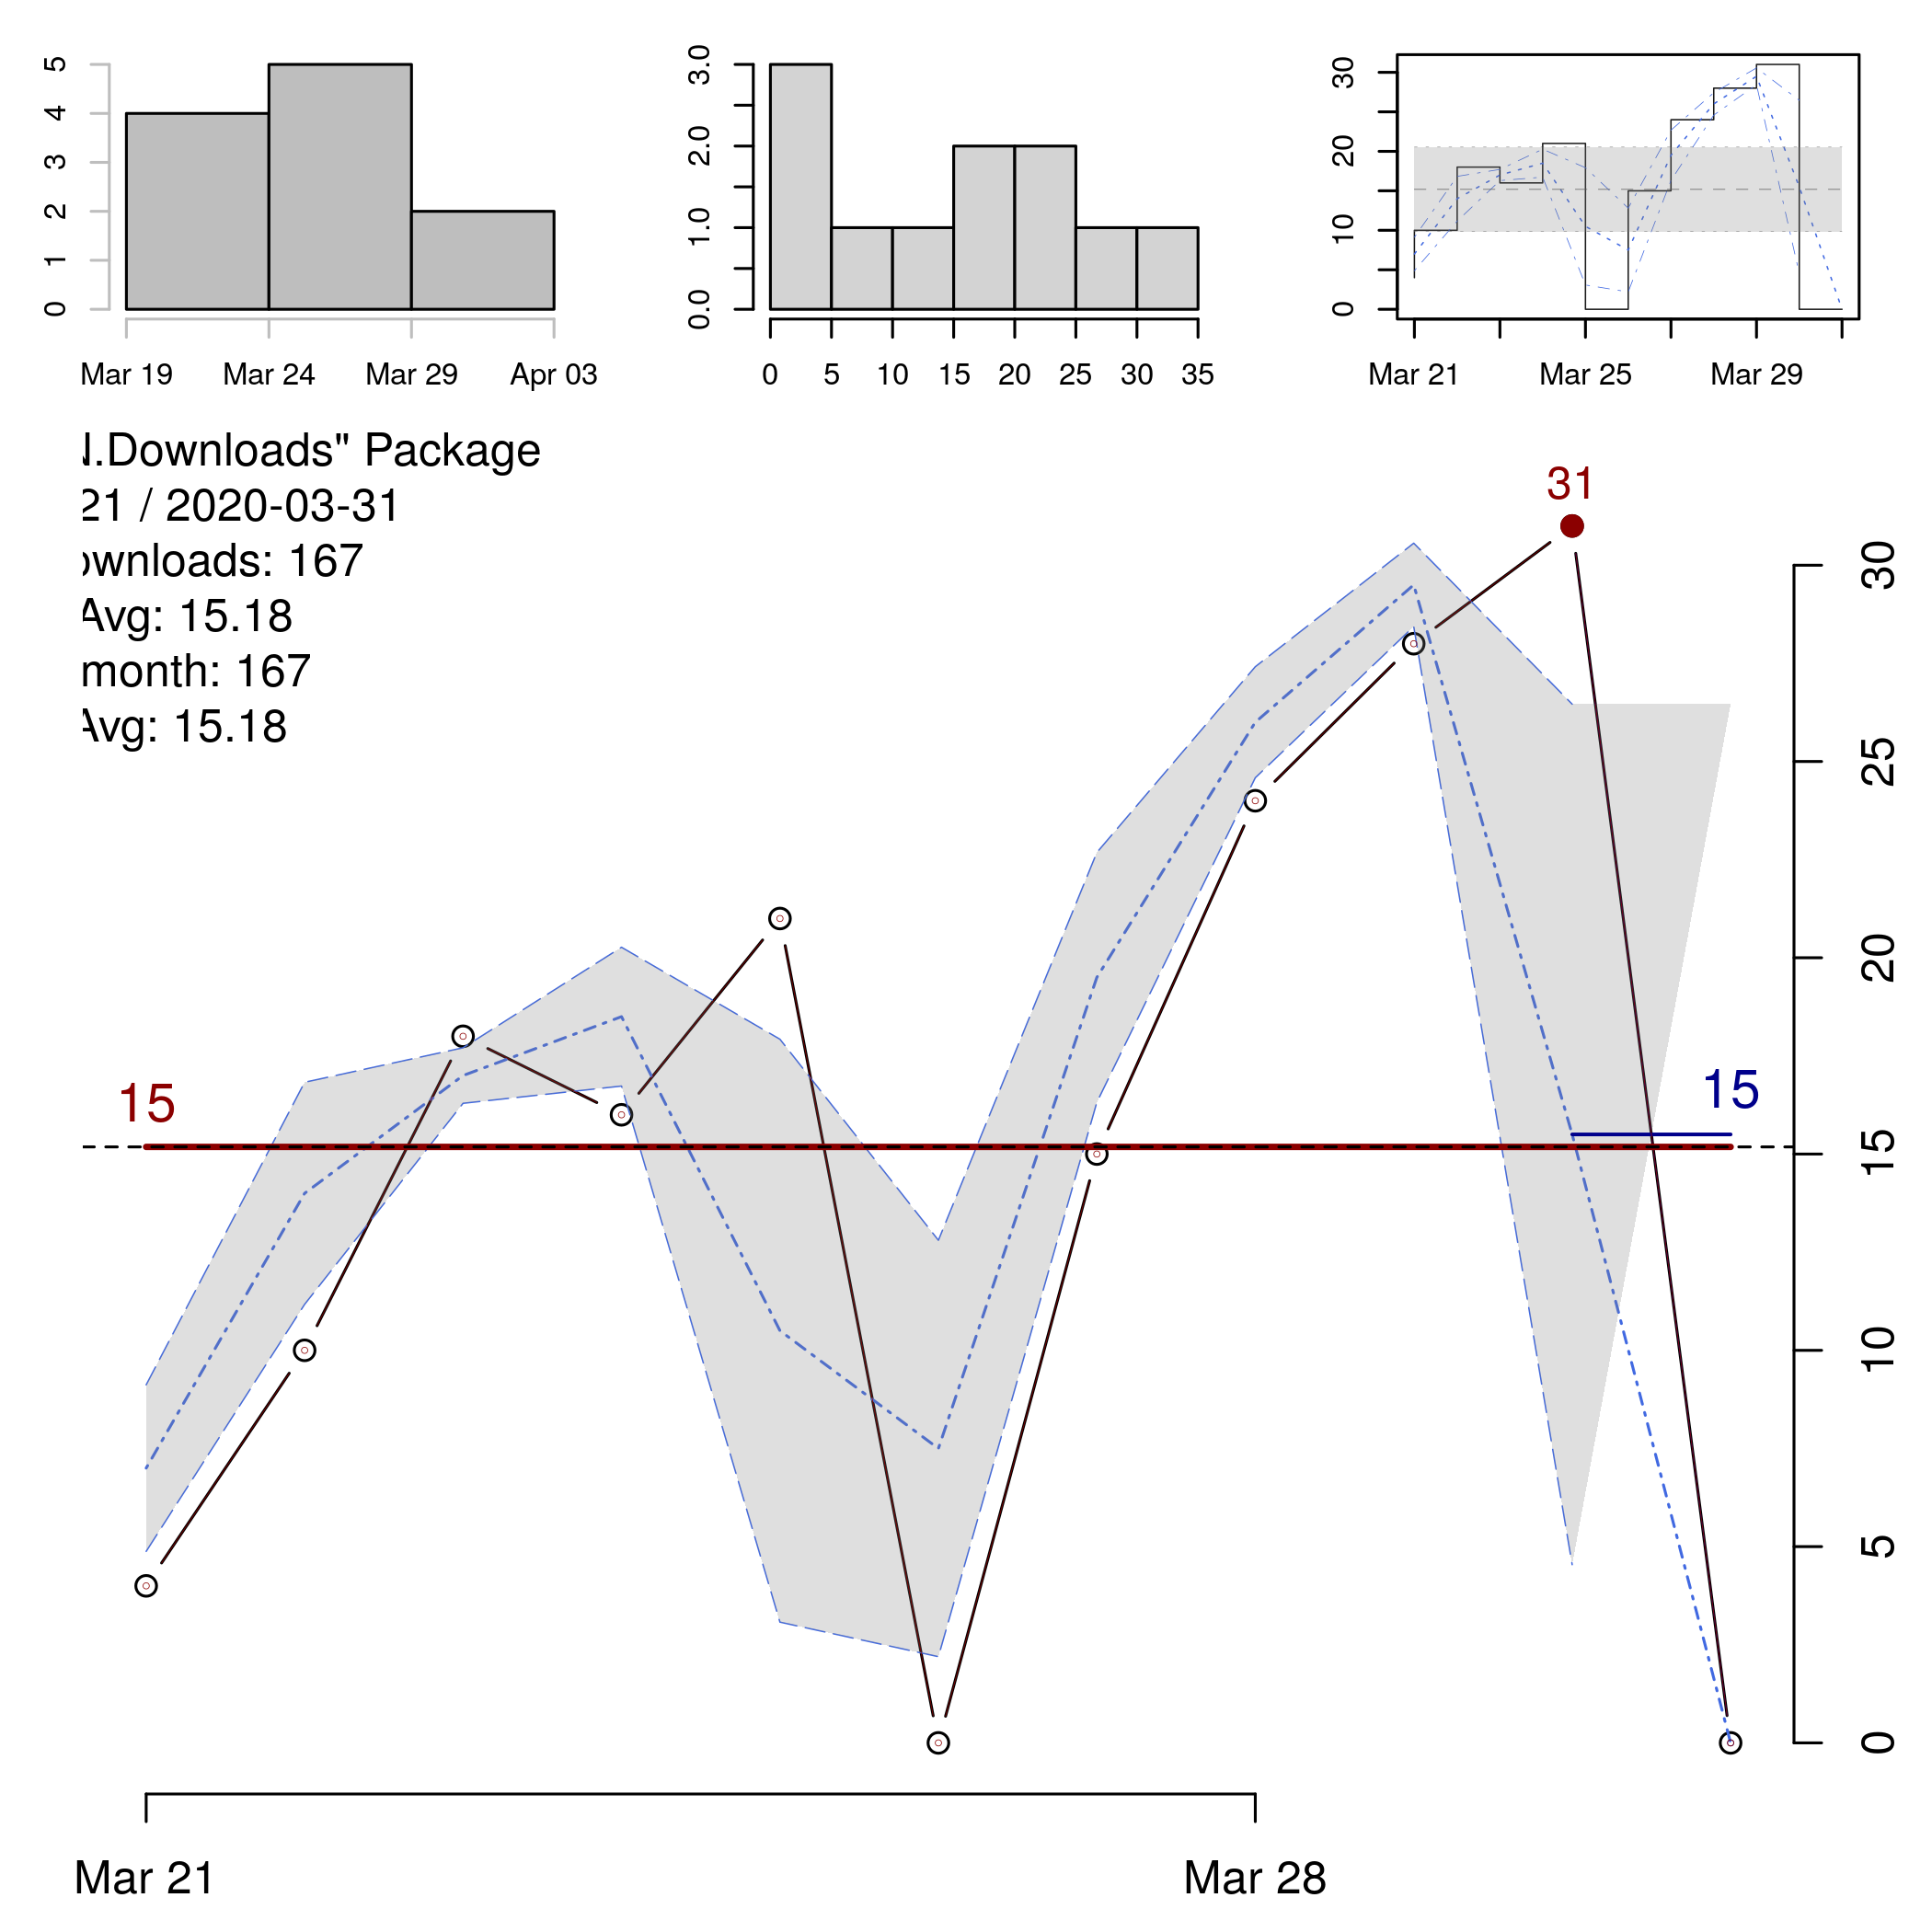 5
4
3
2
1
0
Mar 19 Mar 24 Mar 29 Apr 03
3.0
2.0
1.0
0.0
0 5 10 15 20 25 30 35
30
20
10
0
Mar 21 Mar 25 Mar 29
.Downloads" Package
21 / 2020-03-31
ownloads: 167
Avg: 15.18
month: 167
Avg: 15.18
31
15
15
30
25
20
15
10
5
0
Mar 21 Mar 28